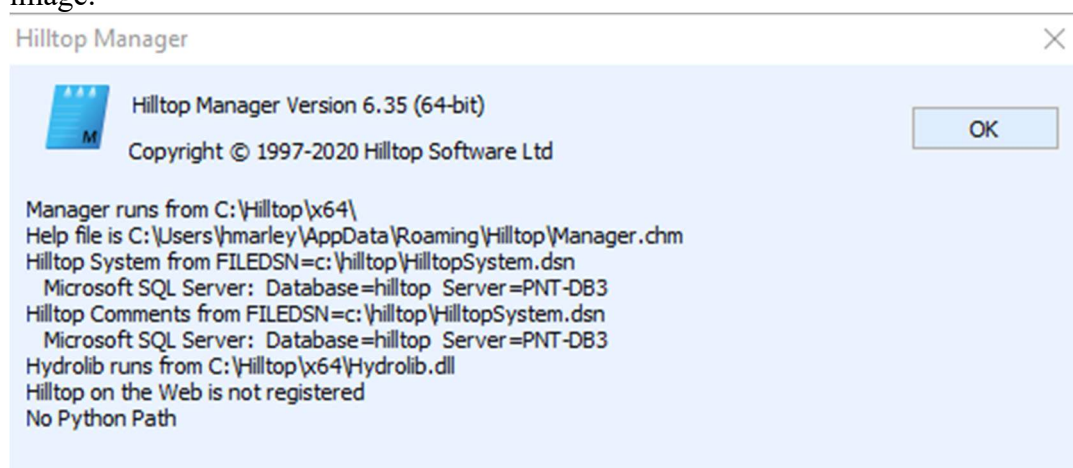 image.
Hilltop Manager
Hilltop Manager Version 6.35 (64-bit)
M
OK
Copyright © 1997-2020 Hilltop Software Ltd
Manager runs from C:\Hilltop\x64\
Help file is C:\Users\hmarley\AppData\Roaming\Hilltop\Manager.chm
Hilltop System from FILEDSN=c:\hilltop\HilltopSystem.dsn
Microsoft SQL Server: Database=hilltop Server=PNT-DB3
Hilltop Comments from FILEDSN=c:\hilltop\HilltopSystem.dsn
Microsoft SQL Server: Database=hilltop Server=PNT-DB3
Hydrolib runs from C:\Hilltop\x64\Hydrolib.dll
Hilltop on the Web is not registered
No Python Path